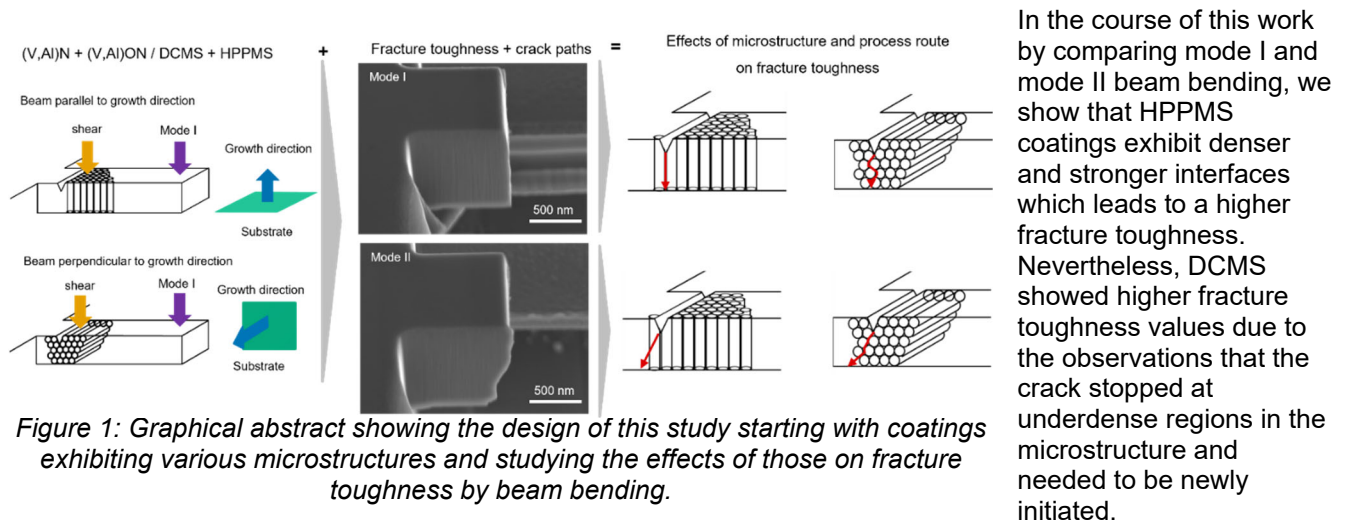 (V,Al)N + (V,Al)ON / DCMS + HPPMS
+
Fracture toughness + crack paths
=
Effects of microstructure and process route
on fracture toughness
Beam parallel to growth direction
shear
Mode I
Growth direction
Substrate
Beam perpendicular to growth direction
shear
Mode I
Growth direction
Substrate
Mode I
500 nm
Mode II
500 nm
Figure 1: Graphical abstract showing the design of this study starting with coatings
exhibiting various microstructures and studying the effects of those on fracture
toughness by beam bending.
In the course of this work
by comparing mode I and
mode II beam bending, we
show that HPPMS
coatings exhibit denser
and stronger interfaces
which leads to a higher
fracture toughness.
Nevertheless, DCMS
showed higher fracture
toughness values due to
the observations that the
crack stopped at
underdense regions in the
microstructure and
needed to be newly
initiated.